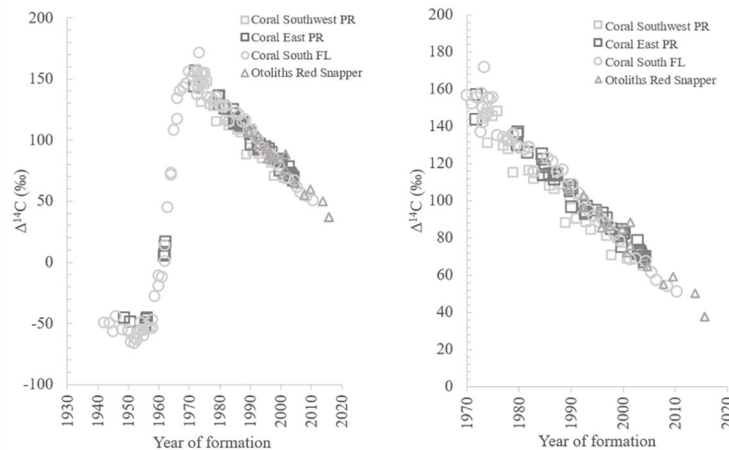 Coral Southwest PR
Coral East PR
Coral South FL
Otoliths Red Snapper
200
150
100
50
0
-50
-100
Δ¹⁴C (‰)
1930
1940
1950
1960
1970
1980
1990
2000
2010
2020
Year of formation
Coral Southwest PR
Coral East PR
Coral South FL
Otoliths Red Snapper
200
180
160
140
120
100
80
60
40
20
0
Δ¹⁴C (‰)
1970
1980
1990
2000
2010
2020
Year of formation